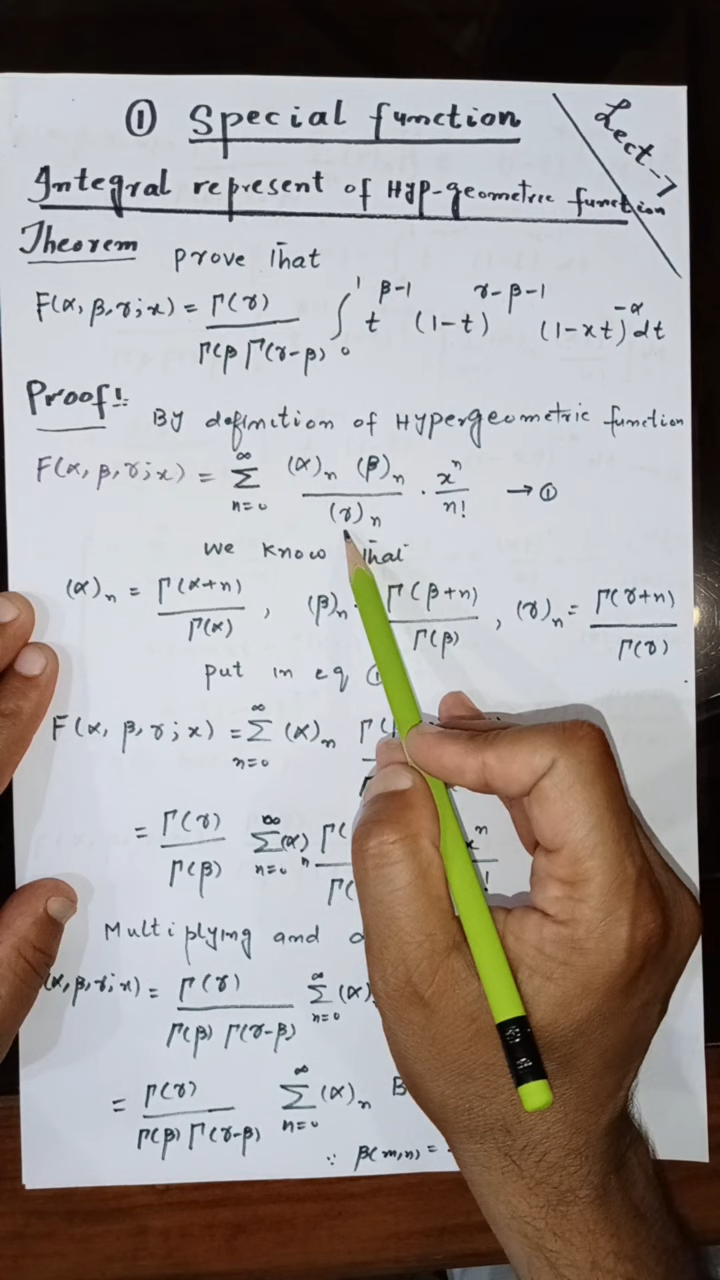 ① Special function
Lect-7
Integral represent of Hyp-geometric function
Theorem prove that
F(α, β, γ; x) = Γ(γ) / Γ(β Γ(γ-β) ∫₀¹ t^(β-1) (1-t)^(γ-β-1) (1-xt)^(-α) dt
Proof!:
By definition of Hypergeometric function
F(α, β, γ; x) = Σ_{n=0}^∞ (α)ₙ (β)ₙ / (γ)ₙ · xⁿ/n! → ①
we know that
(α)ₙ = Γ(α+n) / Γ(α) , (β)ₙ Γ(β+n) / Γ(β) , (γ)ₙ = Γ(γ+n) / Γ(γ)
put in eq ①
F(α, β, γ; x) = Σ_{n=0}^∞ (α)ₙ
= Γ(γ) / Γ(β) Σ_{n=0}^∞ (α)ₙ Γ( / Γ( xⁿ / !
Multiplying and
(α, β, γ; x) = Γ(γ) / Γ(β) Γ(γ-β) Σ_{n=0}^∞ (α)
= Γ(γ) / Γ(β) Γ(γ-β) Σ_{n=0}^∞ (α)ₙ B
∵ β(m,n) =